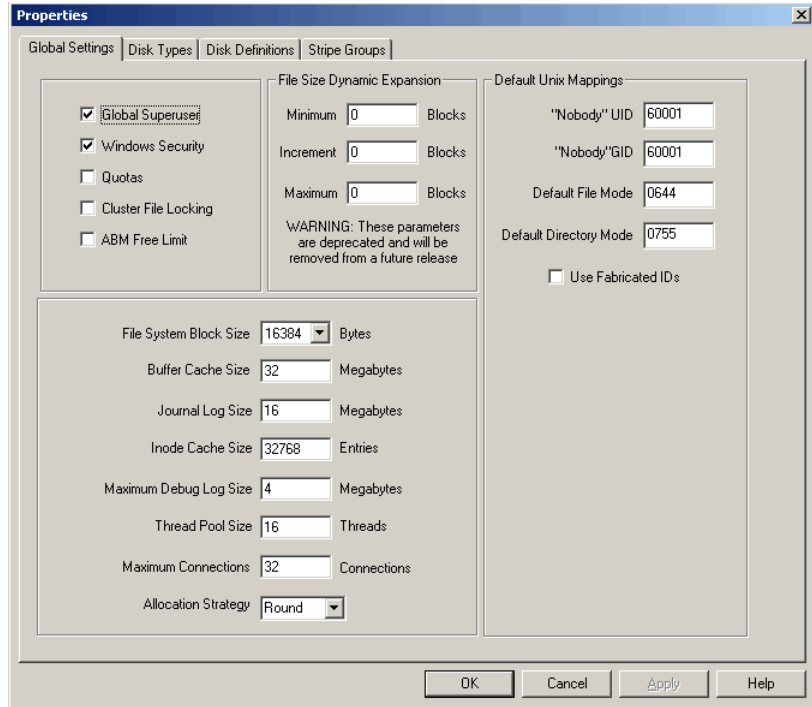 Properties
Global Settings
Disk Types
Disk Definitions
Stripe Groups
Global Superuser
Windows Security
Quotas
Cluster File Locking
ABM Free Limit
File Size Dynamic Expansion
Minimum 0 Blocks
Increment 0 Blocks
Maximum 0 Blocks
WARNING: These parameters
are deprecated and will be
removed from a future release
Default Unix Mappings
"Nobody" UID 60001
"Nobody"GID 60001
Default File Mode 0644
Default Directory Mode 0755
Use Fabricated IDs
File System Block Size 16384 Bytes
Buffer Cache Size 32 Megabytes
Journal Log Size 16 Megabytes
Inode Cache Size 32768 Entries
Maximum Debug Log Size 4 Megabytes
Thread Pool Size 16 Threads
Maximum Connections 32 Connections
Allocation Strategy Round
OK
Cancel
Apply
Help